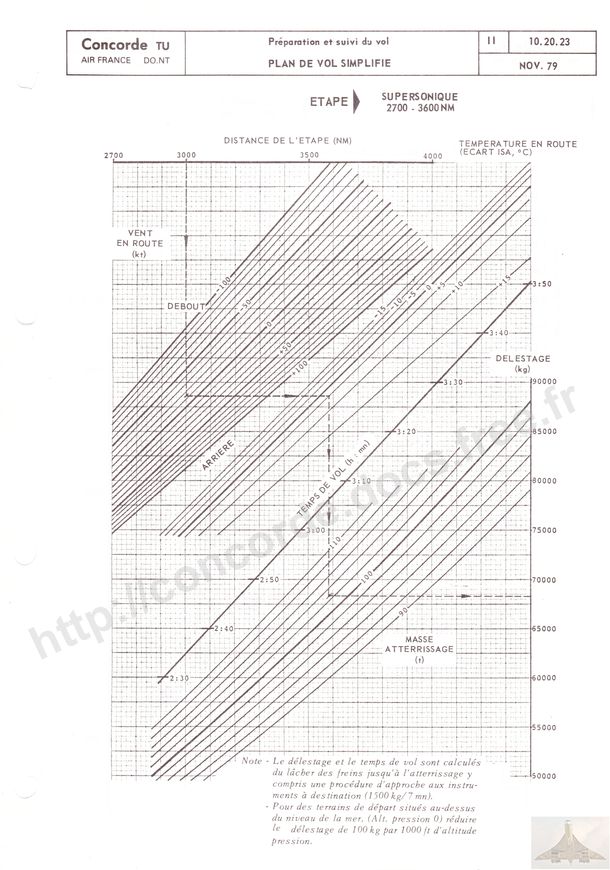 Concorde TU
AIR FRANCE DO.NT
Préparation et suivi du vol
PLAN DE VOL SIMPLIFIE
11
10.20.23
NOV. 79
ETAPE
SUPERSONIQUE
2700 - 3600 NM
DISTANCE DE L'ETAPE (NM)
TEMPERATURE EN ROUTE
(ECART ISA, °C)
2700 3000 3500 4000
VENT
EN ROUTE
(kt)
DEBOUT
-100
-50
0
+50
+100
ARRIERE
-15
-10
-5
0
+5
+10
+15
3:50
3:40
3:30
3:20
3:10
3:00
2:50
2:40
2:30
TEMPS DE VOL (h : mn)
DELESTAGE
(kg)
90000
85000
80000
75000
70000
65000
60000
55000
50000
110
100
90
MASSE
ATTERRISSAGE
(t)
http://concorde.docs.free.fr
Note - Le délestage et le temps de vol sont calculés
du lâcher des freins jusqu'à l'atterrissage y
compris une procédure d'approche aux instru-
ments à destination (1500 kg/7 mn).
- Pour des terrains de départ situés au-dessus
du niveau de la mer. (Alt. pression 0) réduire
le délestage de 100 kg par 1000 ft d'altitude
pression.